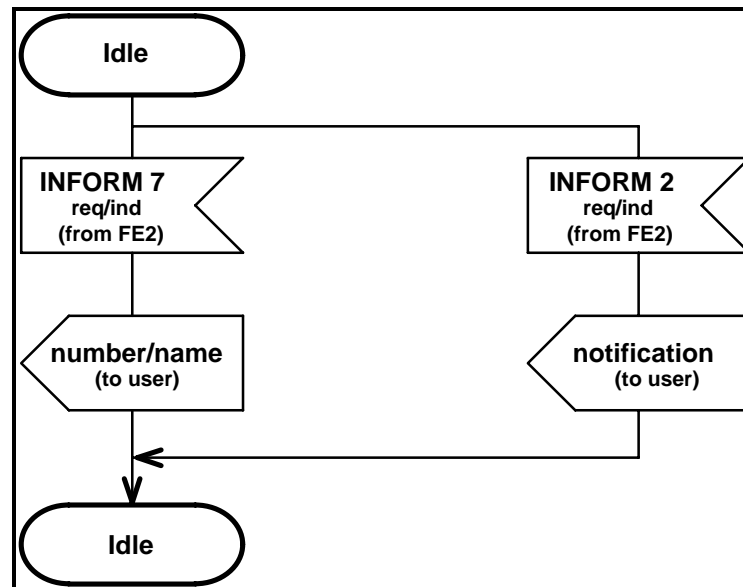 Idle
INFORM 7
req/ind
(from FE2)
INFORM 2
req/ind
(from FE2)
number/name
(to user)
notification
(to user)
Idle